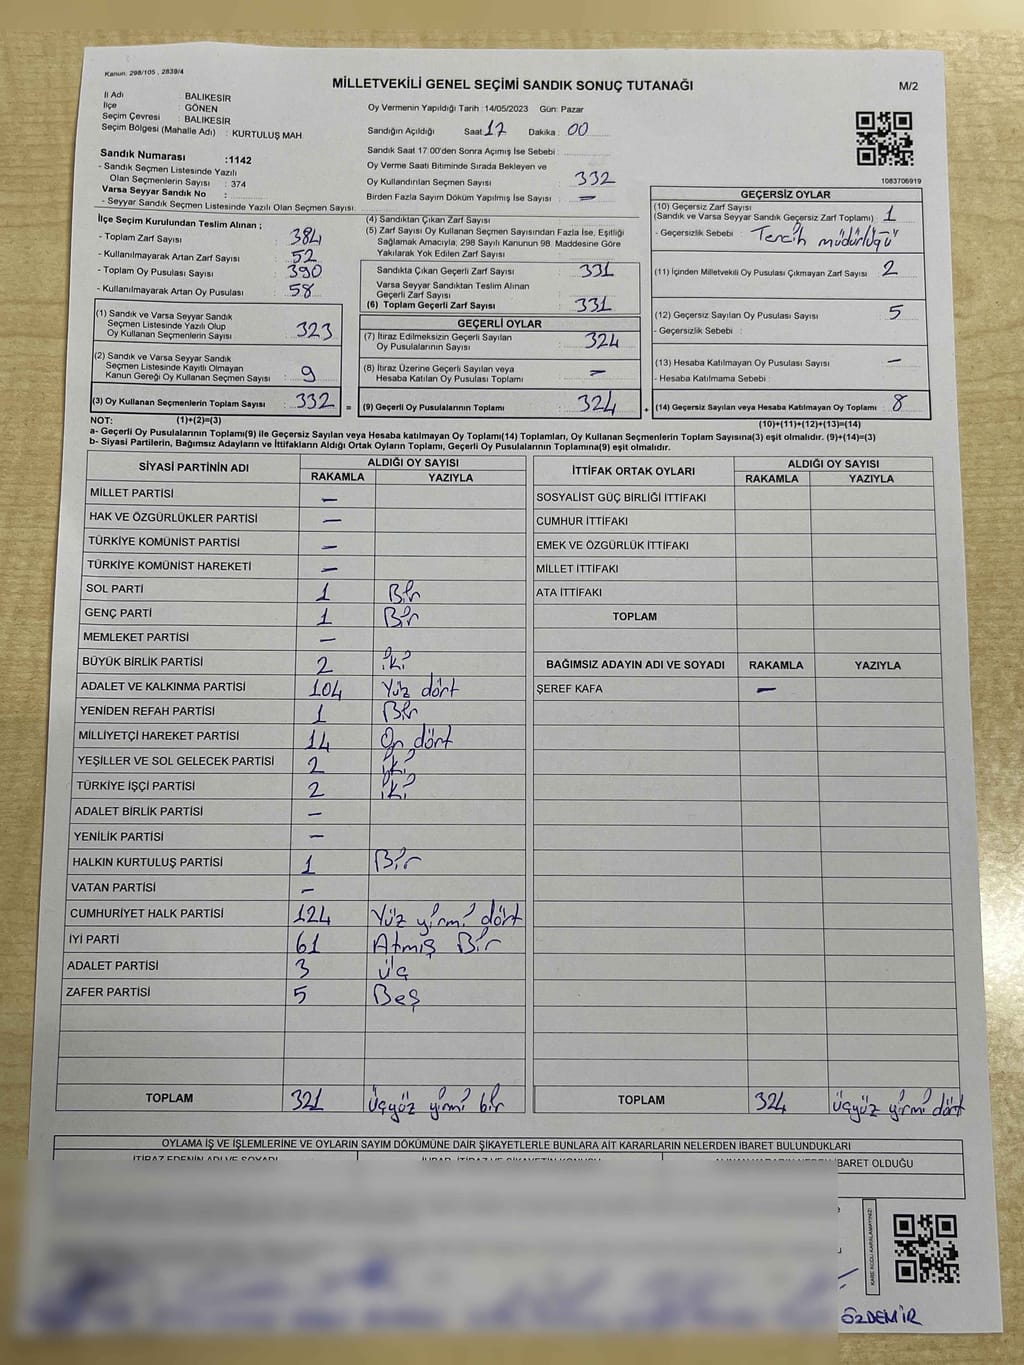 Kanun: 298/105 , 2839/4
MİLLETVEKİLİ GENEL SEÇİMİ SANDIK SONUÇ TUTANAĞI
M/2
İl Adı : BALIKESİR
İlçe : GÖNEN
Seçim Çevresi : BALIKESİR
Seçim Bölgesi (Mahalle Adı) : KURTULUŞ MAH.
Sandık Numarası :1142
- Sandık Seçmen Listesinde Yazılı
Olan Seçmenlerin Sayısı : 374
Varsa Seyyar Sandık No :
- Seyyar Sandık Seçmen Listesinde Yazılı Olan Seçmen Sayısı:
İlçe Seçim Kurulundan Teslim Alınan ;
- Toplam Zarf Sayısı : 384
- Kullanılmayarak Artan Zarf Sayısı : 52
- Toplam Oy Pusulası Sayısı : 390
- Kullanılmayarak Artan Oy Pusulası : 58
(1) Sandık ve Varsa Seyyar Sandık
Seçmen Listesinde Yazılı Olup
Oy Kullanan Seçmenlerin Sayısı : 323
(2) Sandık ve Varsa Seyyar Sandık
Seçmen Listesinde Kayıtlı Olmayan
Kanun Gereği Oy Kullanan Seçmen Sayısı : 9
(3) Oy Kullanan Seçmenlerin Toplam Sayısı : 332
Oy Vermenin Yapıldığı Tarih : 14/05/2023 Gün: Pazar
Sandığın Açıldığı Saat: 17 Dakika : 00
Sandık Saat 17:00'den Sonra Açımış İse Sebebi :
Oy Verme Saati Bitiminde Sırada Bekleyen ve
Oy Kullandırılan Seçmen Sayısı : 332
Birden Fazla Sayım Döküm Yapılmış İse Sayısı : —
(4) Sandıktan Çıkan Zarf Sayısı :
(5) Zarf Sayısı Oy Kullanan Seçmen Sayısından Fazla İse, Eşitliği
Sağlamak Amacıyla, 298 Sayılı Kanunun 98. Maddesine Göre
Yakılarak Yok Edilen Zarf Sayısı :
Sandıkta Çıkan Geçerli Zarf Sayısı : 331
Varsa Seyyar Sandıktan Teslim Alınan
Geçerli Zarf Sayısı :
(6) Toplam Geçerli Zarf Sayısı : 331
GEÇERLİ OYLAR
(7) İtiraz Edilmeksizin Geçerli Sayılan
Oy Pusulalarının Sayısı : 324
(8) İtiraz Üzerine Geçerli Sayılan veya
Hesaba Katılan Oy Pusulası Toplamı : —
= (9) Geçerli Oy Pusulalarının Toplamı : 324
1083706919
GEÇERSİZ OYLAR
(10) Geçersiz Zarf Sayısı
(Sandık ve Varsa Seyyar Sandık Geçersiz Zarf Toplamı) : 1
- Geçersizlik Sebebi : Tercih müdürlüğü
(11) İçinden Milletvekili Oy Pusulası Çıkmayan Zarf Sayısı : 2
(12) Geçersiz Sayılan Oy Pusulası Sayısı : 5
- Geçersizlik Sebebi :
(13) Hesaba Katılmayan Oy Pusulası Sayısı : —
- Hesaba Katılmama Sebebi :
+ (14) Geçersiz Sayılan veya Hesaba Katılmayan Oy Toplamı : 8
NOT: (1)+(2)=(3) (10)+(11)+(12)+(13)=(14)
a- Geçerli Oy Pusulalarının Toplamı(9) ile Geçersiz Sayılan veya Hesaba katılmayan Oy Toplamı(14) Toplamları, Oy Kullanan Seçmenlerin Toplam Sayısına(3) eşit olmalıdır. (9)+(14)=(3)
b- Siyasi Partilerin, Bağımsız Adayların ve İttifakların Aldığı Oy Pusulalarının Ortak Oyların Toplamı, Geçerli Oy Pusulalarının Toplamına(9) eşit olmalıdır.
SİYASİ PARTİNİN ADI ALDIĞI OY SAYISI
RAKAMLA YAZIYLA
MİLLET PARTİSİ —
HAK VE ÖZGÜRLÜKLER PARTİSİ —
TÜRKİYE KOMÜNİST PARTİSİ —
TÜRKİYE KOMÜNİST HAREKETİ —
SOL PARTİ 1 Bir
GENÇ PARTİ 1 Bir
MEMLEKET PARTİSİ —
BÜYÜK BİRLİK PARTİSİ 2 iki
ADALET VE KALKINMA PARTİSİ 104 Yüz dört
YENİDEN REFAH PARTİSİ 1 Bir
MİLLİYETÇİ HAREKET PARTİSİ 14 On dört
YEŞİLLER VE SOL GELECEK PARTİSİ 2 iki
TÜRKİYE İŞÇİ PARTİSİ 2 iki
ADALET BİRLİK PARTİSİ —
YENİLİK PARTİSİ —
HALKIN KURTULUŞ PARTİSİ 1 Bir
VATAN PARTİSİ —
CUMHURİYET HALK PARTİSİ 124 Yüz yirmi dört
İYİ PARTİ 61 Atmış Bir
ADALET PARTİSİ 3 üç
ZAFER PARTİSİ 5 Beş
TOPLAM 321 üçyüz yirmi bir
İTTİFAK ORTAK OYLARI ALDIĞI OY SAYISI
RAKAMLA YAZIYLA
SOSYALİST GÜÇ BİRLİĞİ İTTİFAKI
CUMHUR İTTİFAKI
EMEK VE ÖZGÜRLÜK İTTİFAKI
MİLLET İTTİFAKI
ATA İTTİFAKI
TOPLAM
BAĞIMSIZ ADAYIN ADI VE SOYADI RAKAMLA YAZIYLA
ŞEREF KAFA —
TOPLAM 324 üçyüz yirmi dört
OYLAMA İŞ VE İŞLEMLERİNE VE OYLARIN SAYIM DÖKÜMÜNE DAİR ŞİKAYETLERLE BUNLARA AİT KARARLARIN NELERDEN İBARET BULUNDUKLARI
İTİRAZ EDENİN ADI VE SOYADI
İBARET OLDUĞU
KARE KODU KARALAMAYINIZ!
ÖZDEMİR